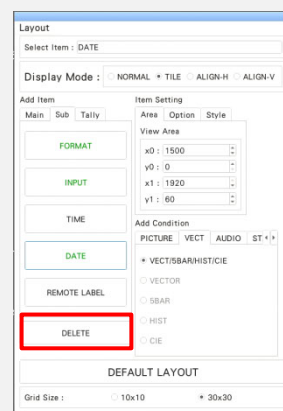 Layout
Select Item : DATE
Display Mode : NORMAL TILE ALIGN-H ALIGN-V
Add Item
Main Sub Tally
FORMAT
INPUT
TIME
DATE
REMOTE LABEL
DELETE
Item Setting
Area Option Style
View Area
x0 : 1500
y0 : 0
x1 : 1920
y1 : 60
Add Condition
PICTURE VECT AUDIO ST
VECT/5BAR/HIST/CIE
VECTOR
5BAR
HIST
CIE
DEFAULT LAYOUT
Grid Size : 10x10 30x30